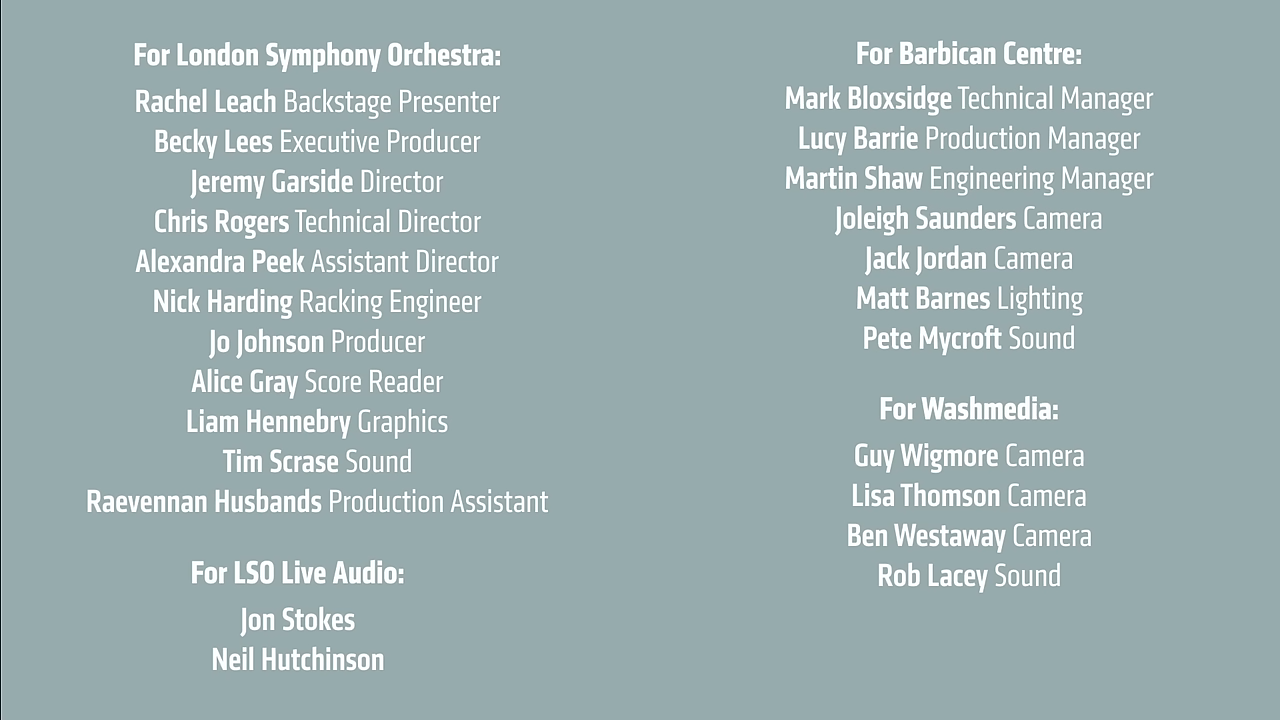 For London Symphony Orchestra:
Rachel Leach Backstage Presenter
Becky Lees Executive Producer
Jeremy Garside Director
Chris Rogers Technical Director
Alexandra Peek Assistant Director
Nick Harding Racking Engineer
Jo Johnson Producer
Alice Gray Score Reader
Liam Hennebry Graphics
Tim Scrase Sound
Raevennan Husbands Production Assistant
For LSO Live Audio:
Jon Stokes
Neil Hutchinson
For Barbican Centre:
Mark Bloxsidge Technical Manager
Lucy Barrie Production Manager
Martin Shaw Engineering Manager
Joleigh Saunders Camera
Jack Jordan Camera
Matt Barnes Lighting
Pete Mycroft Sound
For Washmedia:
Guy Wigmore Camera
Lisa Thomson Camera
Ben Westaway Camera
Rob Lacey Sound